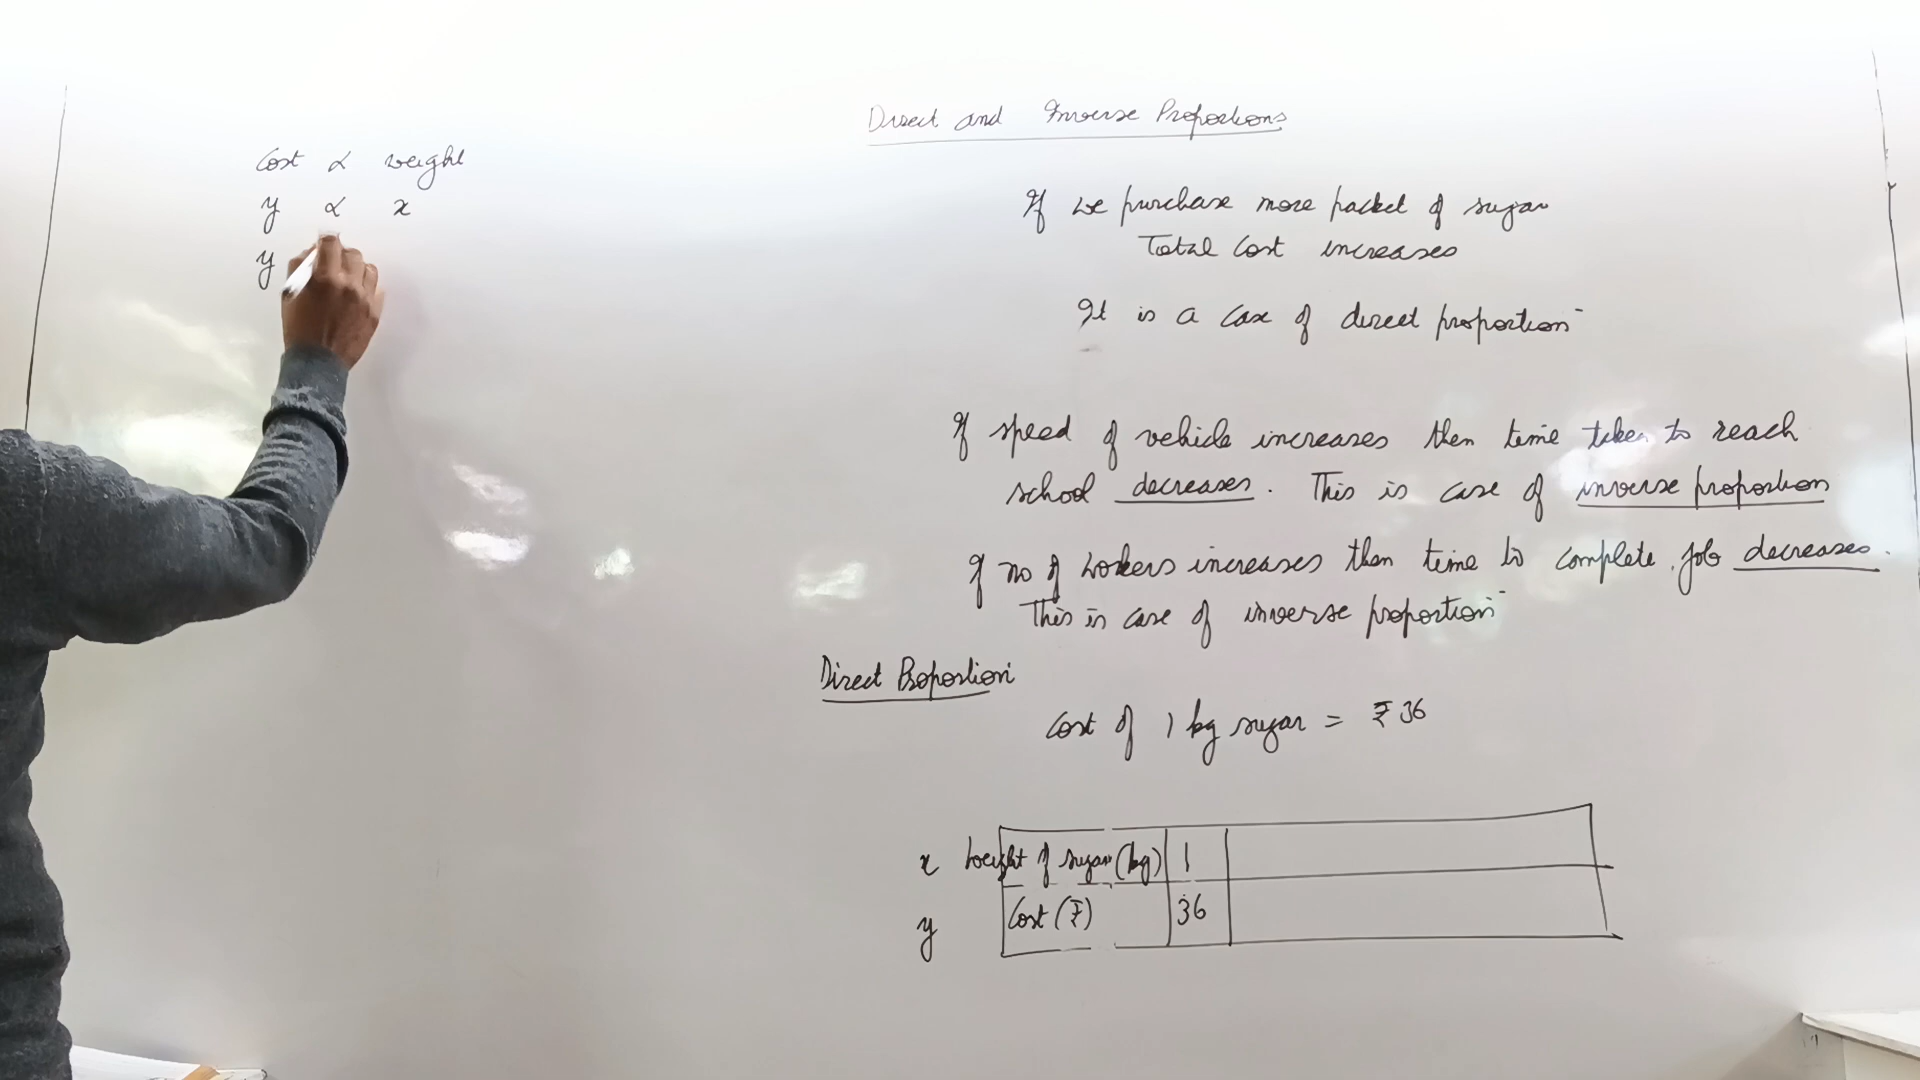 Direct and Inverse Proportions
Cost ∝ weight
y ∝ x
y
If we purchase more packet of sugar
Total Cost increases
It is a case of direct proportion
If speed of vehicle increases then time taken to reach
school decreases. This is case of inverse proportion
If no of workers increases then time to complete job decreases.
This is case of inverse proportion
Direct Proportion
Cost of 1 kg sugar = ₹ 36
x weight of sugar (kg) 1
y Cost (₹) 36